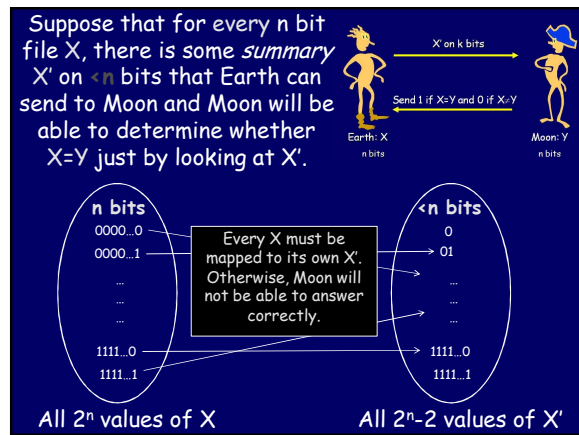 Suppose that for every n bit
file X, there is some summary
X' on <n bits that Earth can
send to Moon and Moon will be
able to determine whether
X=Y just by looking at X'.
X' on k bits
Send 1 if X=Y and 0 if X≠Y
Earth: X
n bits
Moon: Y
n bits
n bits
0000...0
0000...1
...
...
...
1111...0
1111...1
All 2ⁿ values of X
Every X must be
mapped to its own X'.
Otherwise, Moon will
not be able to answer
correctly.
<n bits
0
01
...
...
...
1111...0
1111...1
All 2ⁿ-2 values of X'